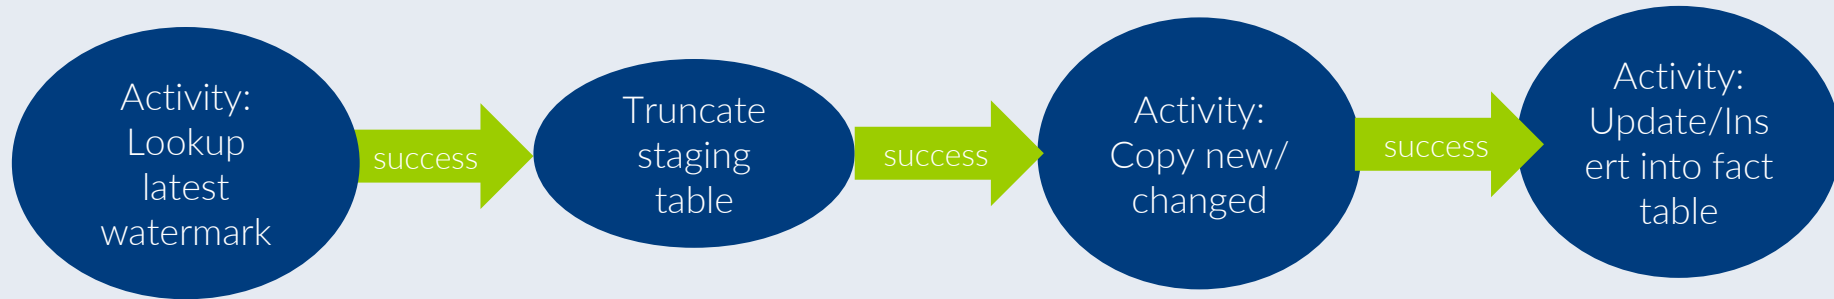 Activity:
Lookup
latest
watermark
success
Truncate
staging
table
success
Activity:
Copy new/
changed
success
Activity:
Update/Ins
ert into fact
table